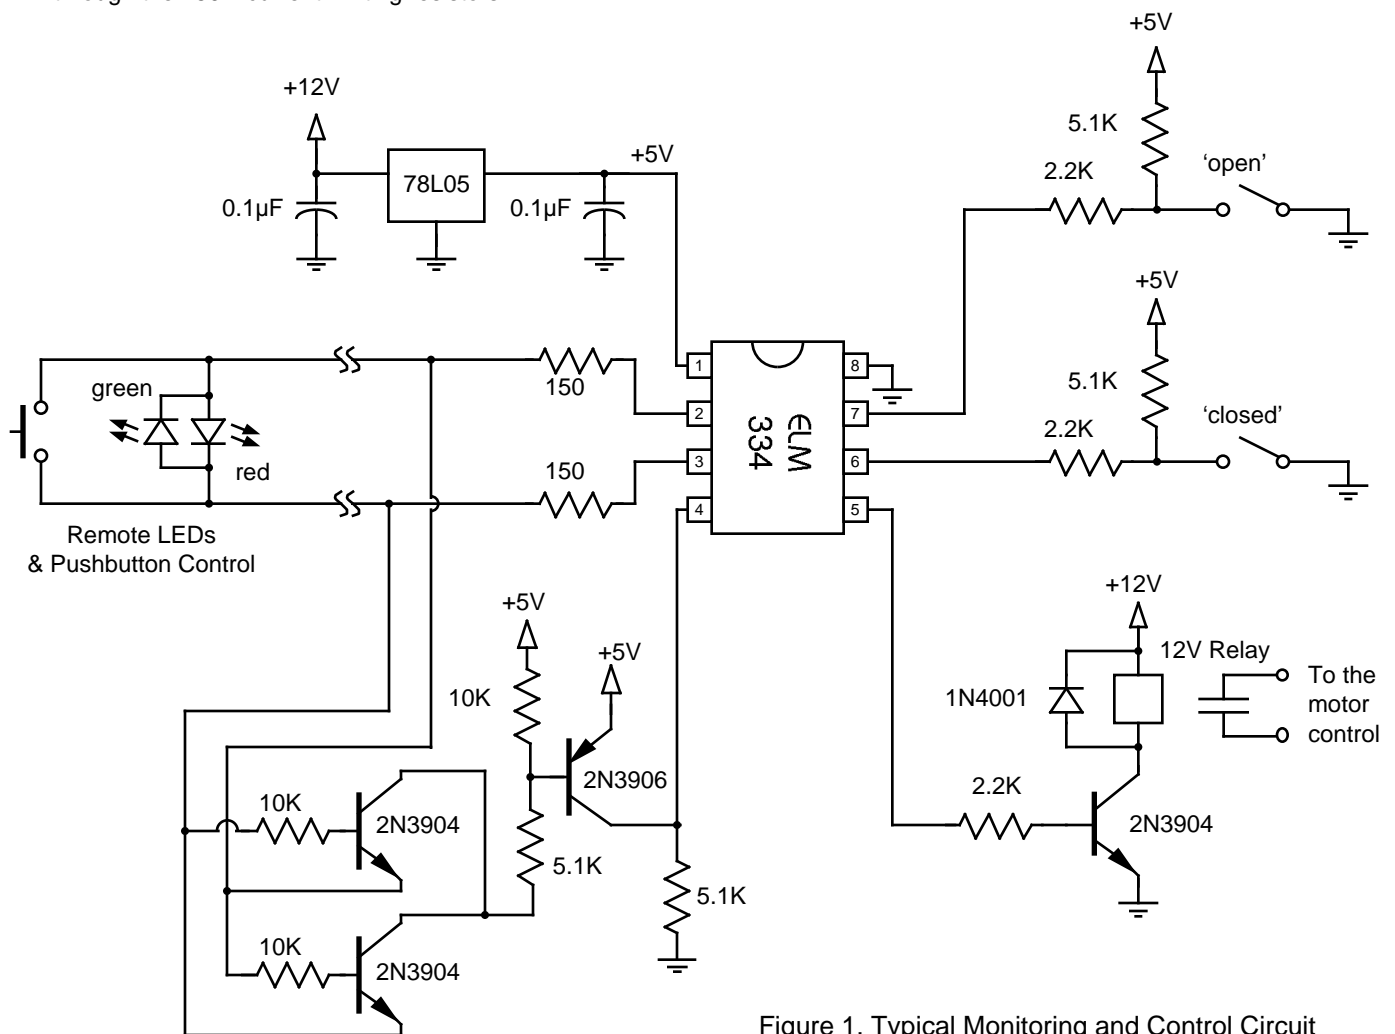 +5V
+12V
5.1K
+5V
2.2K
'open'
78L05
0.1µF
0.1µF
+5V
5.1K
1
8
green
150
'closed'
2
7
ELM
334
2.2K
red
150
3
6
4
5
Remote LEDs
& Pushbutton Control
+12V
+5V
+5V
12V Relay
To the
motor
control
10K
1N4001
2N3906
2.2K
10K
2N3904
2N3904
5.1K
5.1K
10K
2N3904
Figure 1. Typical Monitoring and Control Circuit